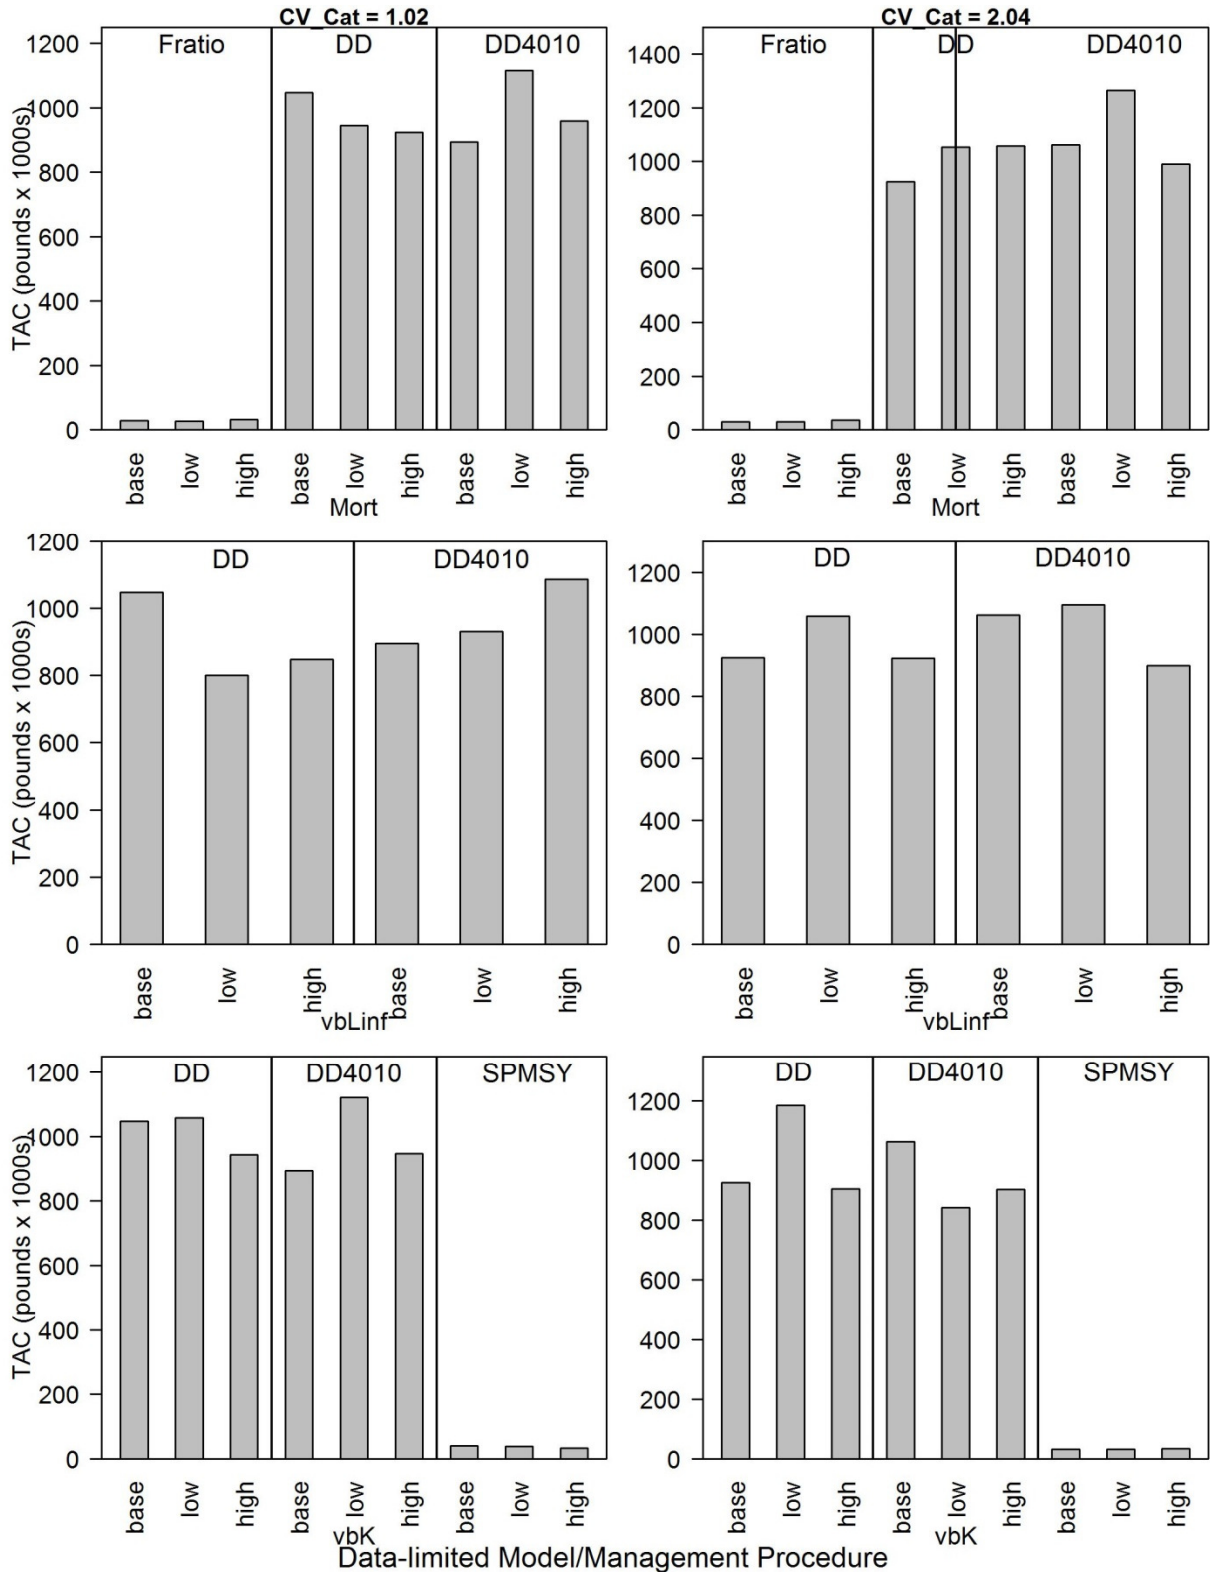 CV_Cat = 1.02
Fratio DD DD4010
TAC (pounds x 1000s)
1200
1000
800
600
400
200
0
base low high base low high base low high
Mort
CV_Cat = 2.04
Fratio DD DD4010
1400
1200
1000
800
600
400
200
0
base low high base low high base low high
Mort
DD DD4010
TAC (pounds x 1000s)
1200
1000
800
600
400
200
0
base low high base low high
vbLinf
DD DD4010
1200
1000
800
600
400
200
0
base low high base low high
vbLinf
DD DD4010 SPMSY
TAC (pounds x 1000s)
1200
1000
800
600
400
200
0
base low high base low high base low high
vbK
DD DD4010 SPMSY
1200
1000
800
600
400
200
0
base low high base low high base low high
vbK
Data-limited Model/Management Procedure